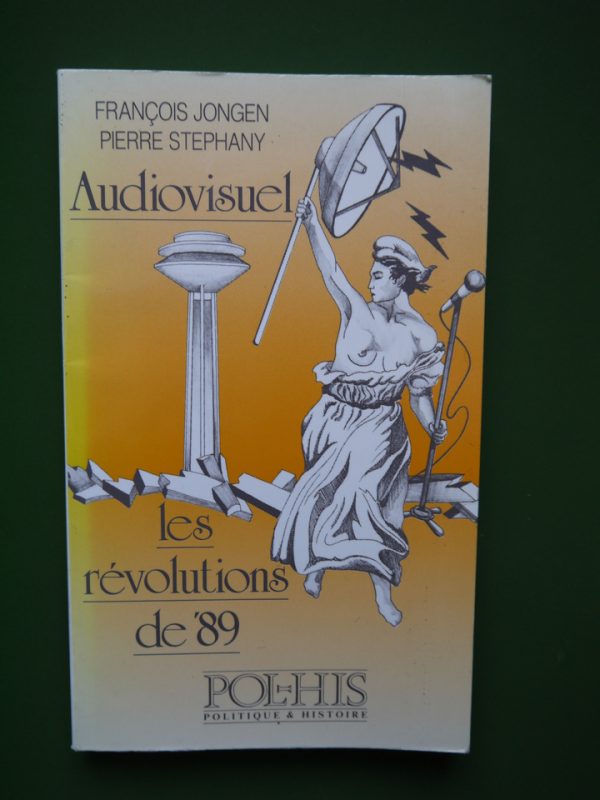 FRANÇOIS JONGEN
PIERRE STEPHANY
Audiovisuel
les
révolutions
de '89
POL-HIS
POLITIQUE & HISTOIRE